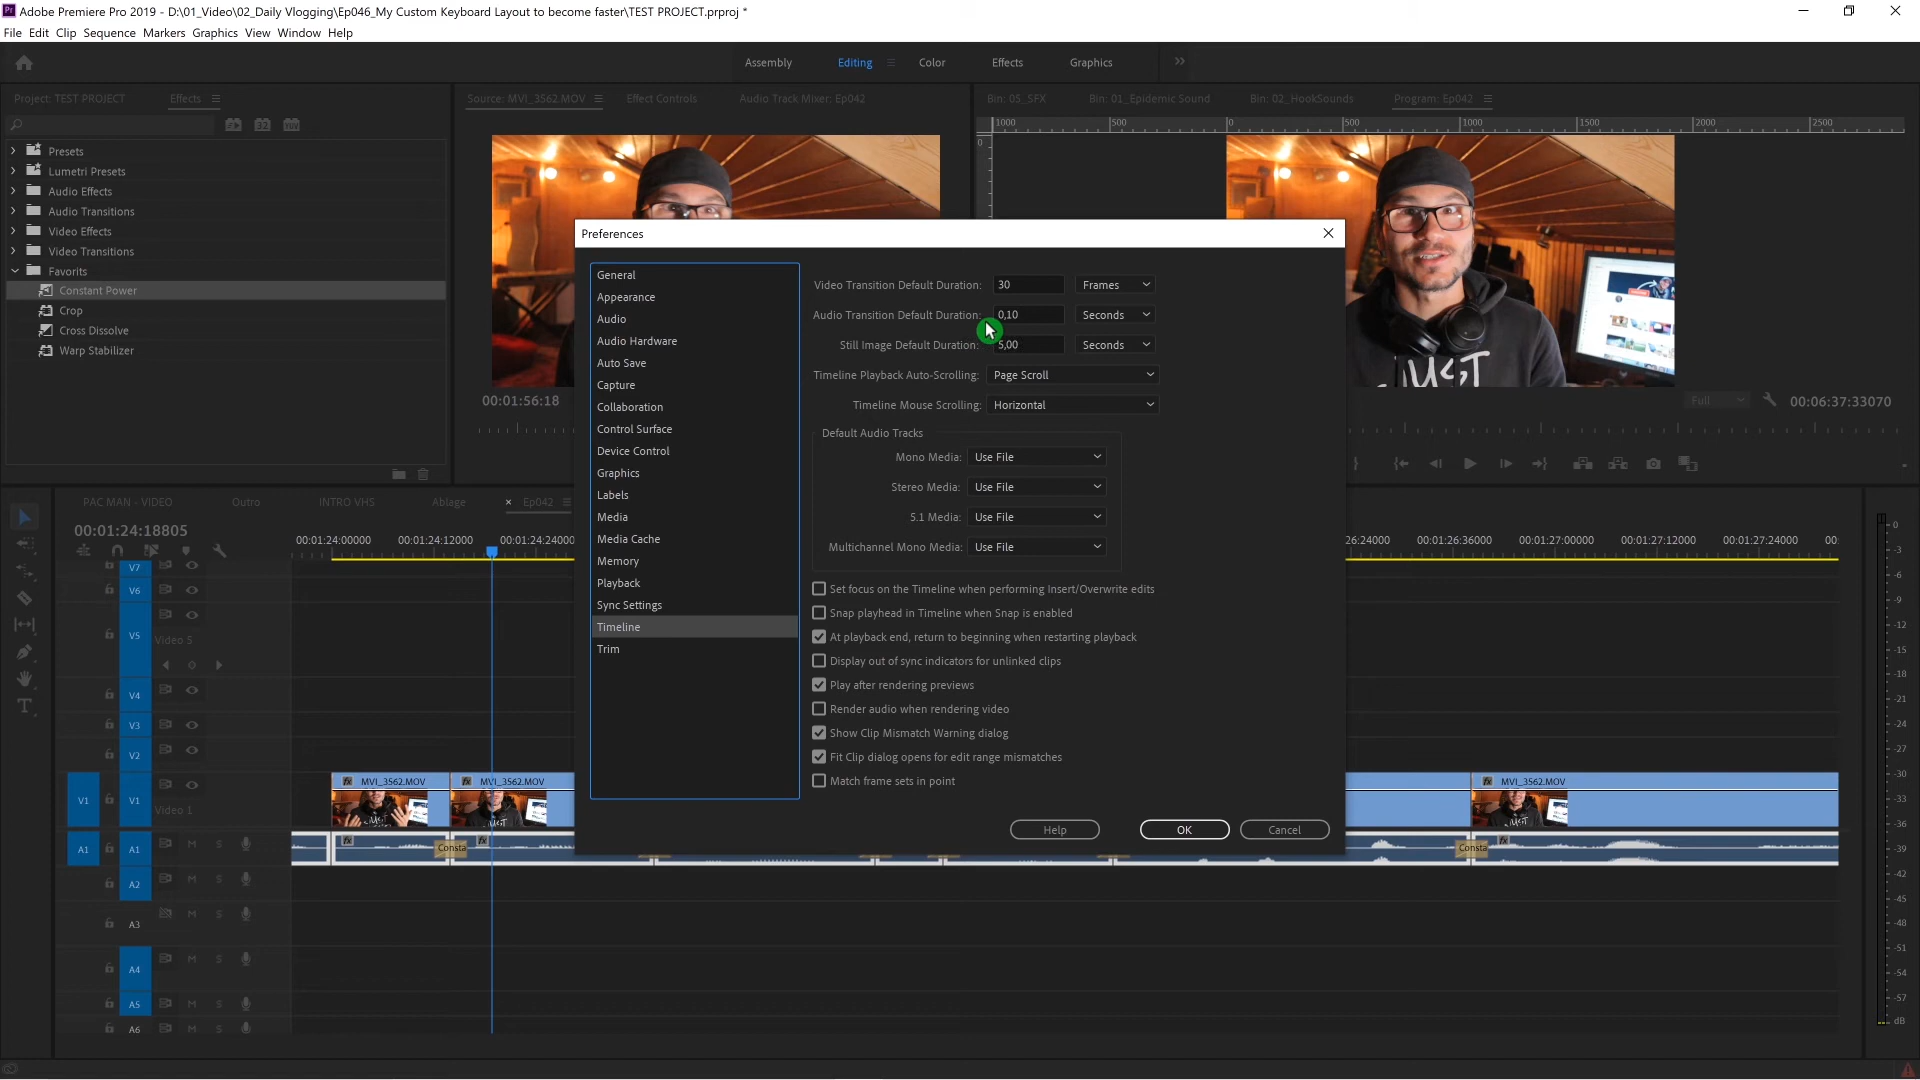 Adobe Premiere Pro 2019 - D:\01_Video\02_Daily Vlogging\Ep046_My Custom Keyboard Layout to become faster\TEST PROJECT.prproj *
File Edit Clip Sequence Markers Graphics View Window Help
Assembly Editing Color Effects Graphics
Project: TEST PROJECT Effects
Source: MVI_3562.MOV Effect Controls Audio Track Mixer: Ep042
Bin: 05_SFX Bin: 01_Epidemic Sound Bin: 02_HookSounds Program: Ep042
1000 500 0 500 1000 1500 2000 2500
0
Presets
Lumetri Presets
Audio Effects
Audio Transitions
Video Effects
Video Transitions
Favorits
Constant Power
Crop
Cross Dissolve
Warp Stabilizer
00:01:56:18
Full 00:06:37:33070
Preferences
General
Appearance
Audio
Audio Hardware
Auto Save
Capture
Collaboration
Control Surface
Device Control
Graphics
Labels
Media
Media Cache
Memory
Playback
Sync Settings
Timeline
Trim
Video Transition Default Duration: 30 Frames
Audio Transition Default Duration: 0,10 Seconds
Still Image Default Duration: 5,00 Seconds
Timeline Playback Auto-Scrolling: Page Scroll
Timeline Mouse Scrolling: Horizontal
Default Audio Tracks
Mono Media: Use File
Stereo Media: Use File
5.1 Media: Use File
Multichannel Mono Media: Use File
Set focus on the Timeline when performing Insert/Overwrite edits
Snap playhead in Timeline when Snap is enabled
At playback end, return to beginning when restarting playback
Display out of sync indicators for unlinked clips
Play after rendering previews
Render audio when rendering video
Show Clip Mismatch Warning dialog
Fit Clip dialog opens for edit range mismatches
Match frame sets in point
Help OK Cancel
PAC MAN - VIDEO Outro INTRO VHS Ablage × Ep042
00:01:24:18805
00:01:24:00000 00:01:24:12000 00:01:24:24000
26:24000 00:01:26:36000 00:01:27:00000 00:01:27:12000 00:01:27:24000 00:
V7
V6
V5 Video 5
V4
V3
V2
V1 V1 Video 1
fx MVI_3562.MOV fx MVI_3562.MOV fx MVI_3562.MOV
A1 A1 M S fx Consta fx Consta fx
A2 M S
A3 M S
A4 M S
A5 M S
A6 M S
0
-3
-6
-9
-12
-15
-18
-21
-24
-27
-30
-33
-36
-39
-42
-45
-48
-51
-54
-57
dB